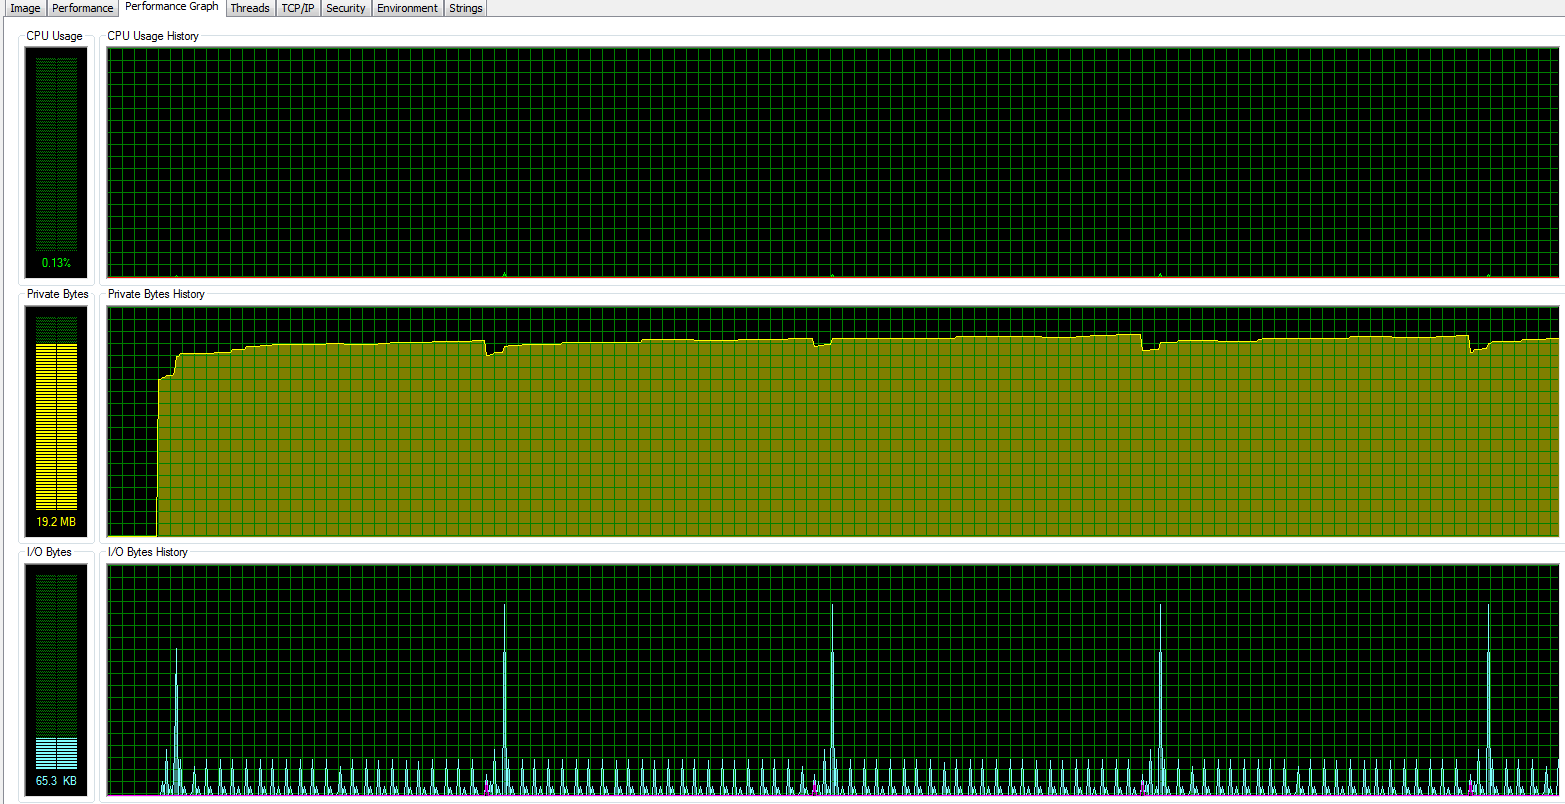 Image Performance Performance Graph Threads TCP/IP Security Environment Strings
CPU Usage CPU Usage History
0.13%
Private Bytes Private Bytes History
19.2 MB
I/O Bytes I/O Bytes History
65.3 KB